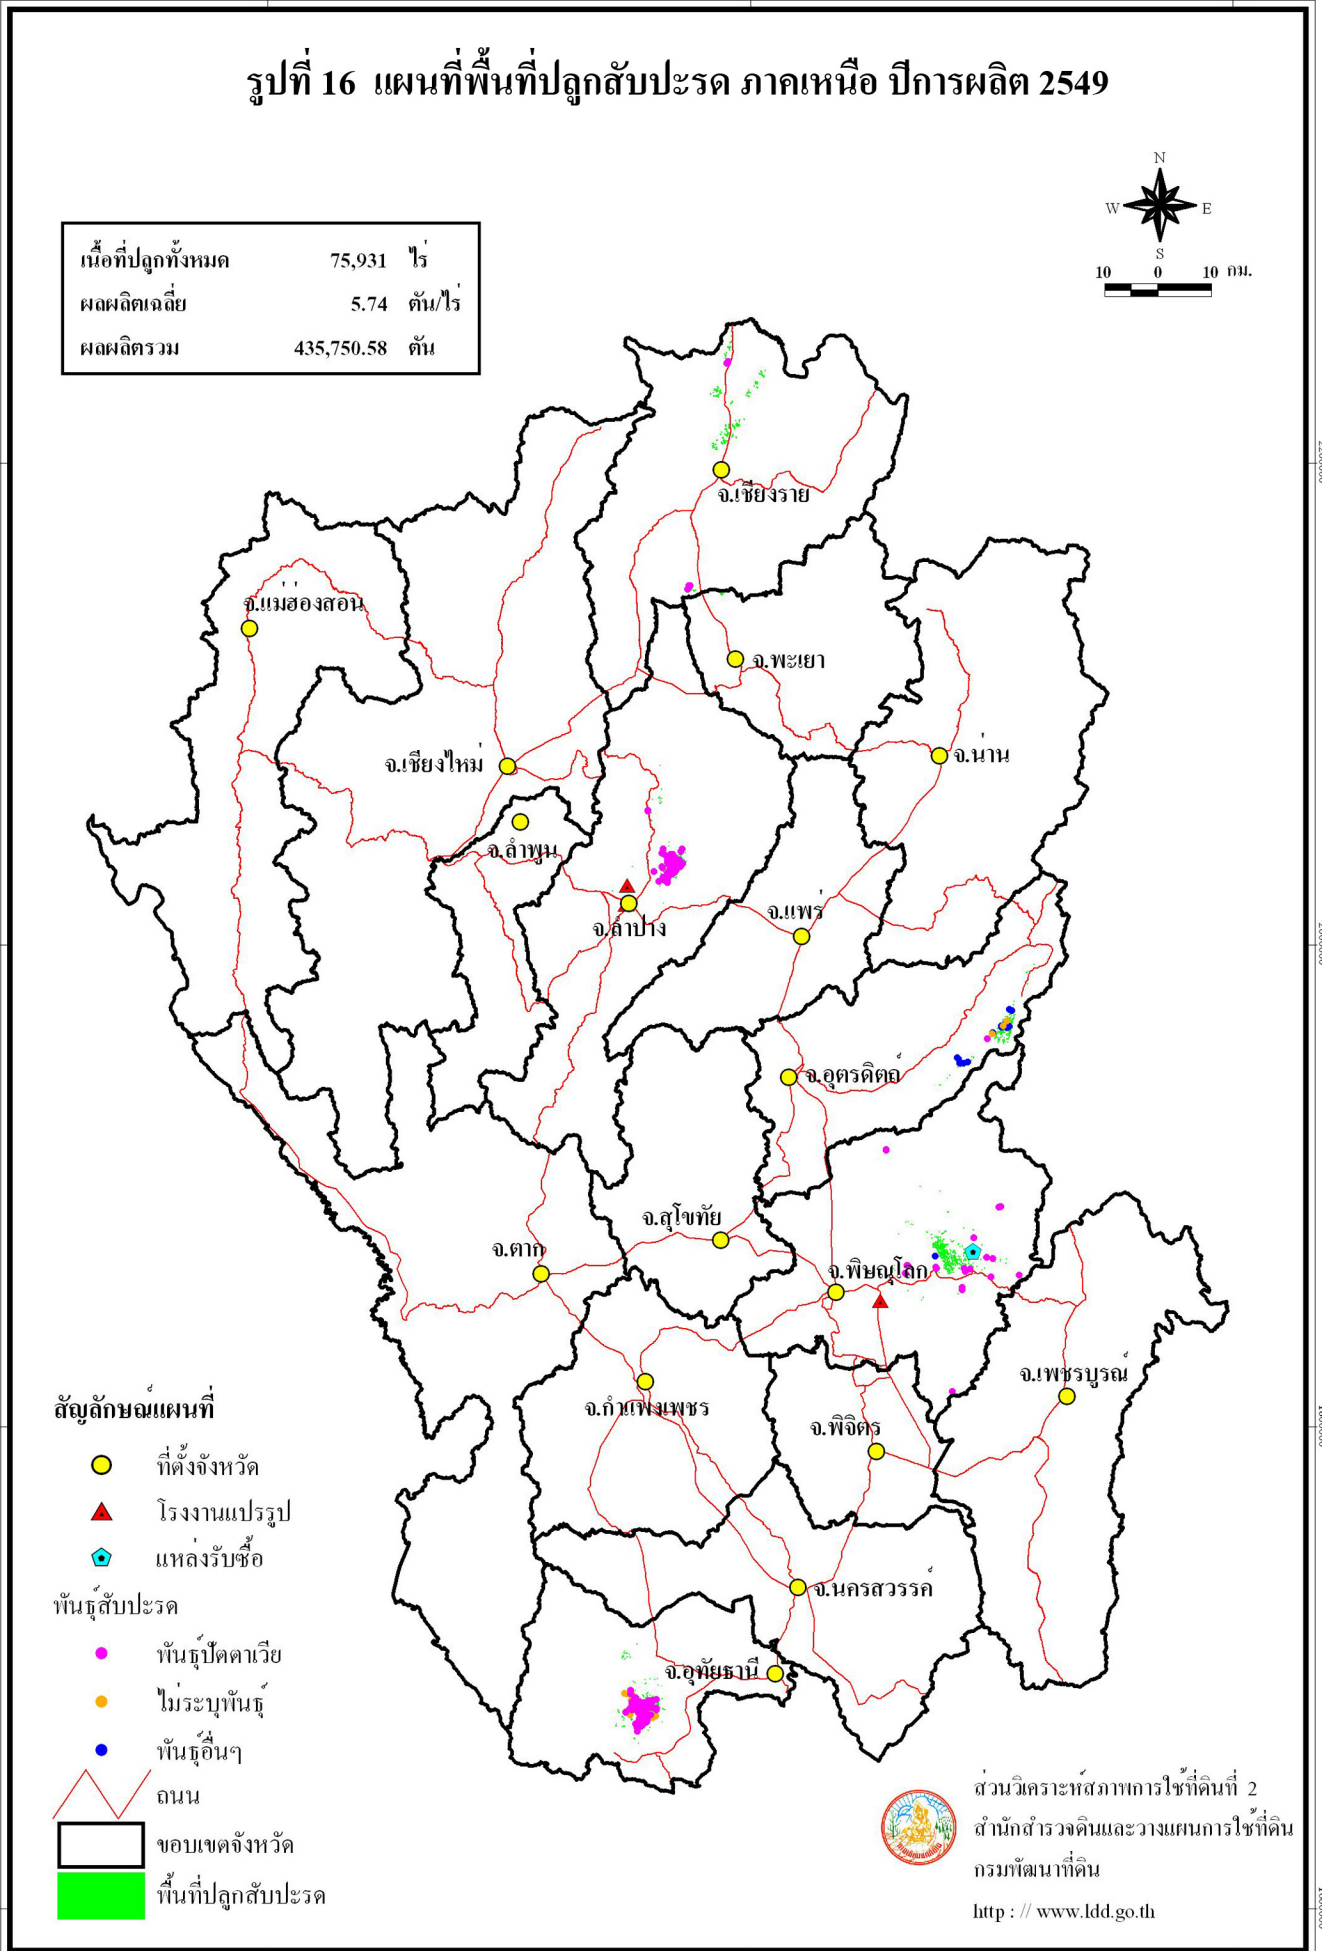 รูปที่ 16 แผนที่พื้นที่ปลูกสับปะรด ภาคเหนือ ปีการผลิต 2549
N
W E
S
10 0 10 กม.
เนื้อที่ปลูกทั้งหมด 75,931 ไร่
ผลผลิตเฉลี่ย 5.74 ตัน/ไร่
ผลผลิตรวม 435,750.58 ตัน
จ.เชียงราย
จ.แม่ฮ่องสอน
จ.พะเยา
จ.น่าน
จ.เชียงใหม่
จ.ลำพูน
จ.แพร่
จ.ลำปาง
จ.อุตรดิตถ์
จ.สุโขทัย
จ.ตาก
จ.พิษณุโลก
จ.เพชรบูรณ์
จ.กำแพงเพชร
จ.พิจิตร
จ.นครสวรรค์
จ.อุทัยธานี
สัญลักษณ์แผนที่
ที่ตั้งจังหวัด
โรงงานแปรรูป
แหล่งรับซื้อ
พันธุ์สับปะรด
พันธุ์ปัตตาเวีย
ไม่ระบุพันธุ์
พันธุ์อื่นๆ
ถนน
ขอบเขตจังหวัด
พื้นที่ปลูกสับปะรด
ส่วนวิเคราะห์สภาพการใช้ที่ดินที่ 2
สำนักสำรวจดินและวางแผนการใช้ที่ดิน
กรมพัฒนาที่ดิน
http : // www.ldd.go.th